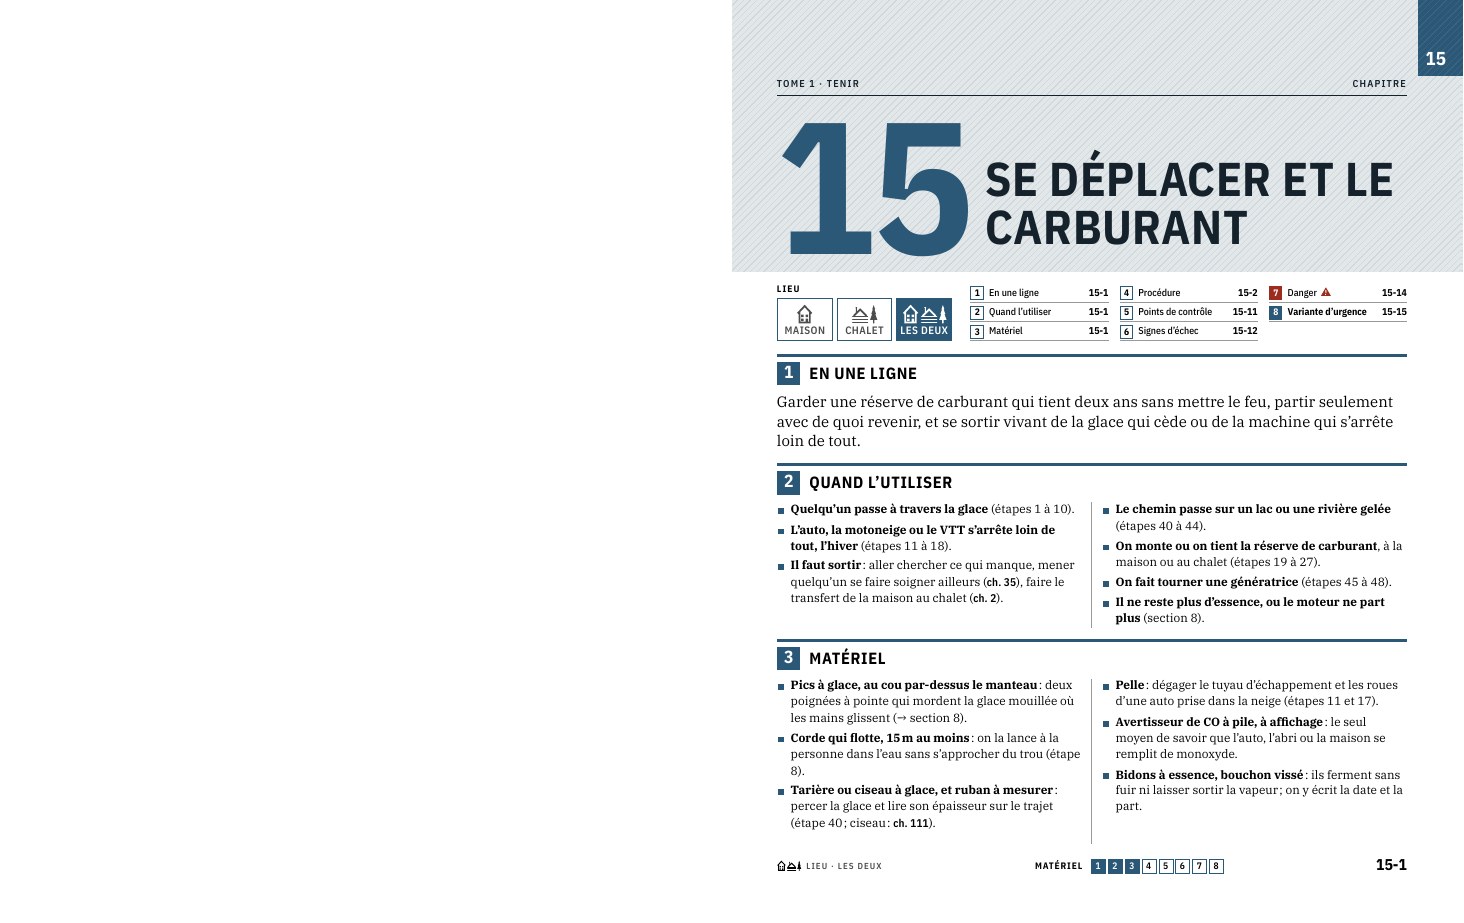 15
TOME 1 · TENIR
CHAPITRE
15
SE DÉPLACER ET LE
CARBURANT
LIEU
MAISON
CHALET
LES DEUX
1 En une ligne 15-1
2 Quand l’utiliser 15-1
3 Matériel 15-1
4 Procédure 15-2
5 Points de contrôle 15-11
6 Signes d’échec 15-12
7 Danger 15-14
8 Variante d’urgence 15-15
1 EN UNE LIGNE
Garder une réserve de carburant qui tient deux ans sans mettre le feu, partir seulement
avec de quoi revenir, et se sortir vivant de la glace qui cède ou de la machine qui s’arrête
loin de tout.
2 QUAND L’UTILISER
Quelqu’un passe à travers la glace (étapes 1 à 10).
L’auto, la motoneige ou le VTT s’arrête loin de
tout, l’hiver (étapes 11 à 18).
Il faut sortir : aller chercher ce qui manque, mener
quelqu’un se faire soigner ailleurs (ch. 35), faire le
transfert de la maison au chalet (ch. 2).
Le chemin passe sur un lac ou une rivière gelée
(étapes 40 à 44).
On monte ou on tient la réserve de carburant, à la
maison ou au chalet (étapes 19 à 27).
On fait tourner une génératrice (étapes 45 à 48).
Il ne reste plus d’essence, ou le moteur ne part
plus (section 8).
3 MATÉRIEL
Pics à glace, au cou par-dessus le manteau : deux
poignées à pointe qui mordent la glace mouillée où
les mains glissent (→ section 8).
Corde qui flotte, 15 m au moins : on la lance à la
personne dans l’eau sans s’approcher du trou (étape
8).
Tarière ou ciseau à glace, et ruban à mesurer :
percer la glace et lire son épaisseur sur le trajet
(étape 40 ; ciseau : ch. 111).
Pelle : dégager le tuyau d’échappement et les roues
d’une auto prise dans la neige (étapes 11 et 17).
Avertisseur de CO à pile, à affichage : le seul
moyen de savoir que l’auto, l’abri ou la maison se
remplit de monoxyde.
Bidons à essence, bouchon vissé : ils ferment sans
fuir ni laisser sortir la vapeur ; on y écrit la date et la
part.
LIEU · LES DEUX
MATÉRIEL 1 2 3 4 5 6 7 8
15-1